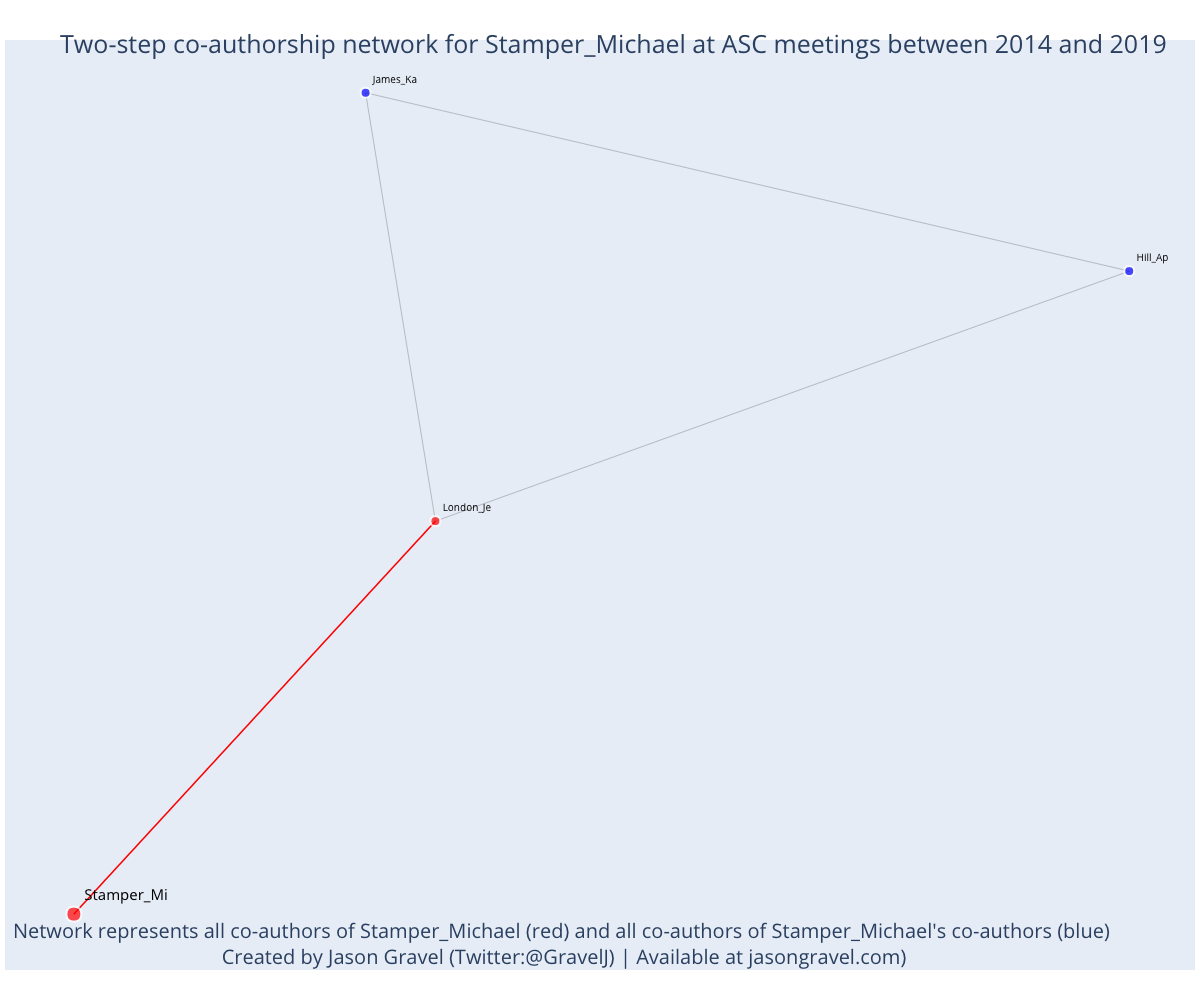 Two-step co-authorship network for Stamper_Michael at ASC meetings between 2014 and 2019
James_Ka
Hill_Ap
London_Je
Stamper_Mi
Network represents all co-authors of Stamper_Michael (red) and all co-authors of Stamper_Michael's co-authors (blue)
Created by Jason Gravel (Twitter:@GravelJ) | Available at jasongravel.com)